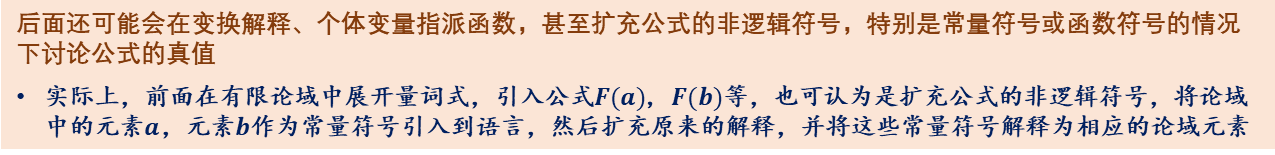 后面还可能会在变换解释、个体变量指派函数，甚至扩充公式的非逻辑符号，特别是常量符号或函数符号的情况
下讨论公式的真值
• 实际上，前面在有限论域中展开量词式，引入公式F(a)，F(b)等，也可认为是扩充公式的非逻辑符号，将论域
中的元素a，元素b作为常量符号引入到语言，然后扩充原来的解释，并将这些常量符号解释为相应的论域元素